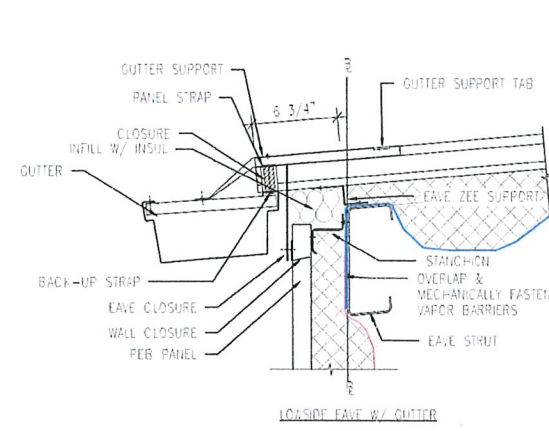 ℄
GUTTER SUPPORT
GUTTER SUPPORT TAB
PANEL STRAP
6 3/4"
CLOSURE
INFILL W/ INSUL
GUTTER
EAVE ZEE SUPPORT
STANCHION
BACK-UP STRAP
OVERLAP &
MECHANICALLY FASTEN
VAPOR BARRIERS
EAVE CLOSURE
WALL CLOSURE
EAVE STRUT
PEB PANEL
℄
LOWSIDE EAVE W/ GUTTER